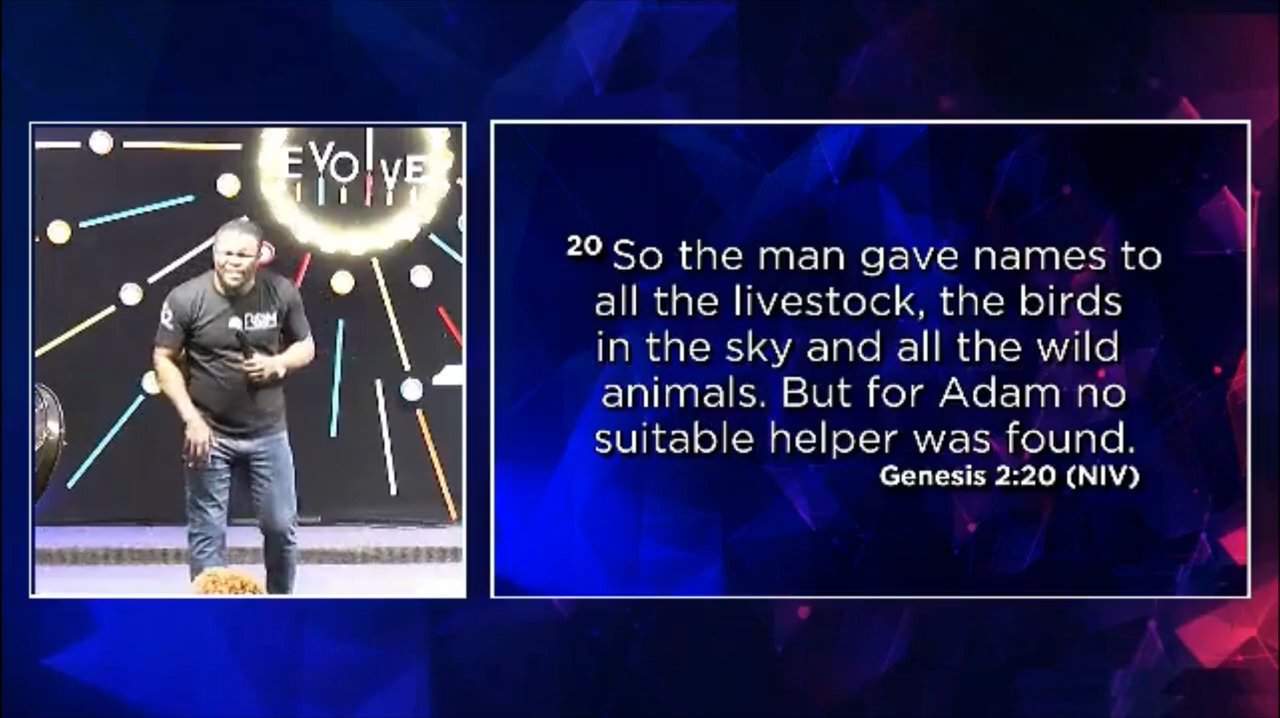 EVOLVE
20 So the man gave names to
all the livestock, the birds
in the sky and all the wild
animals. But for Adam no
suitable helper was found.
Genesis 2:20 (NIV)